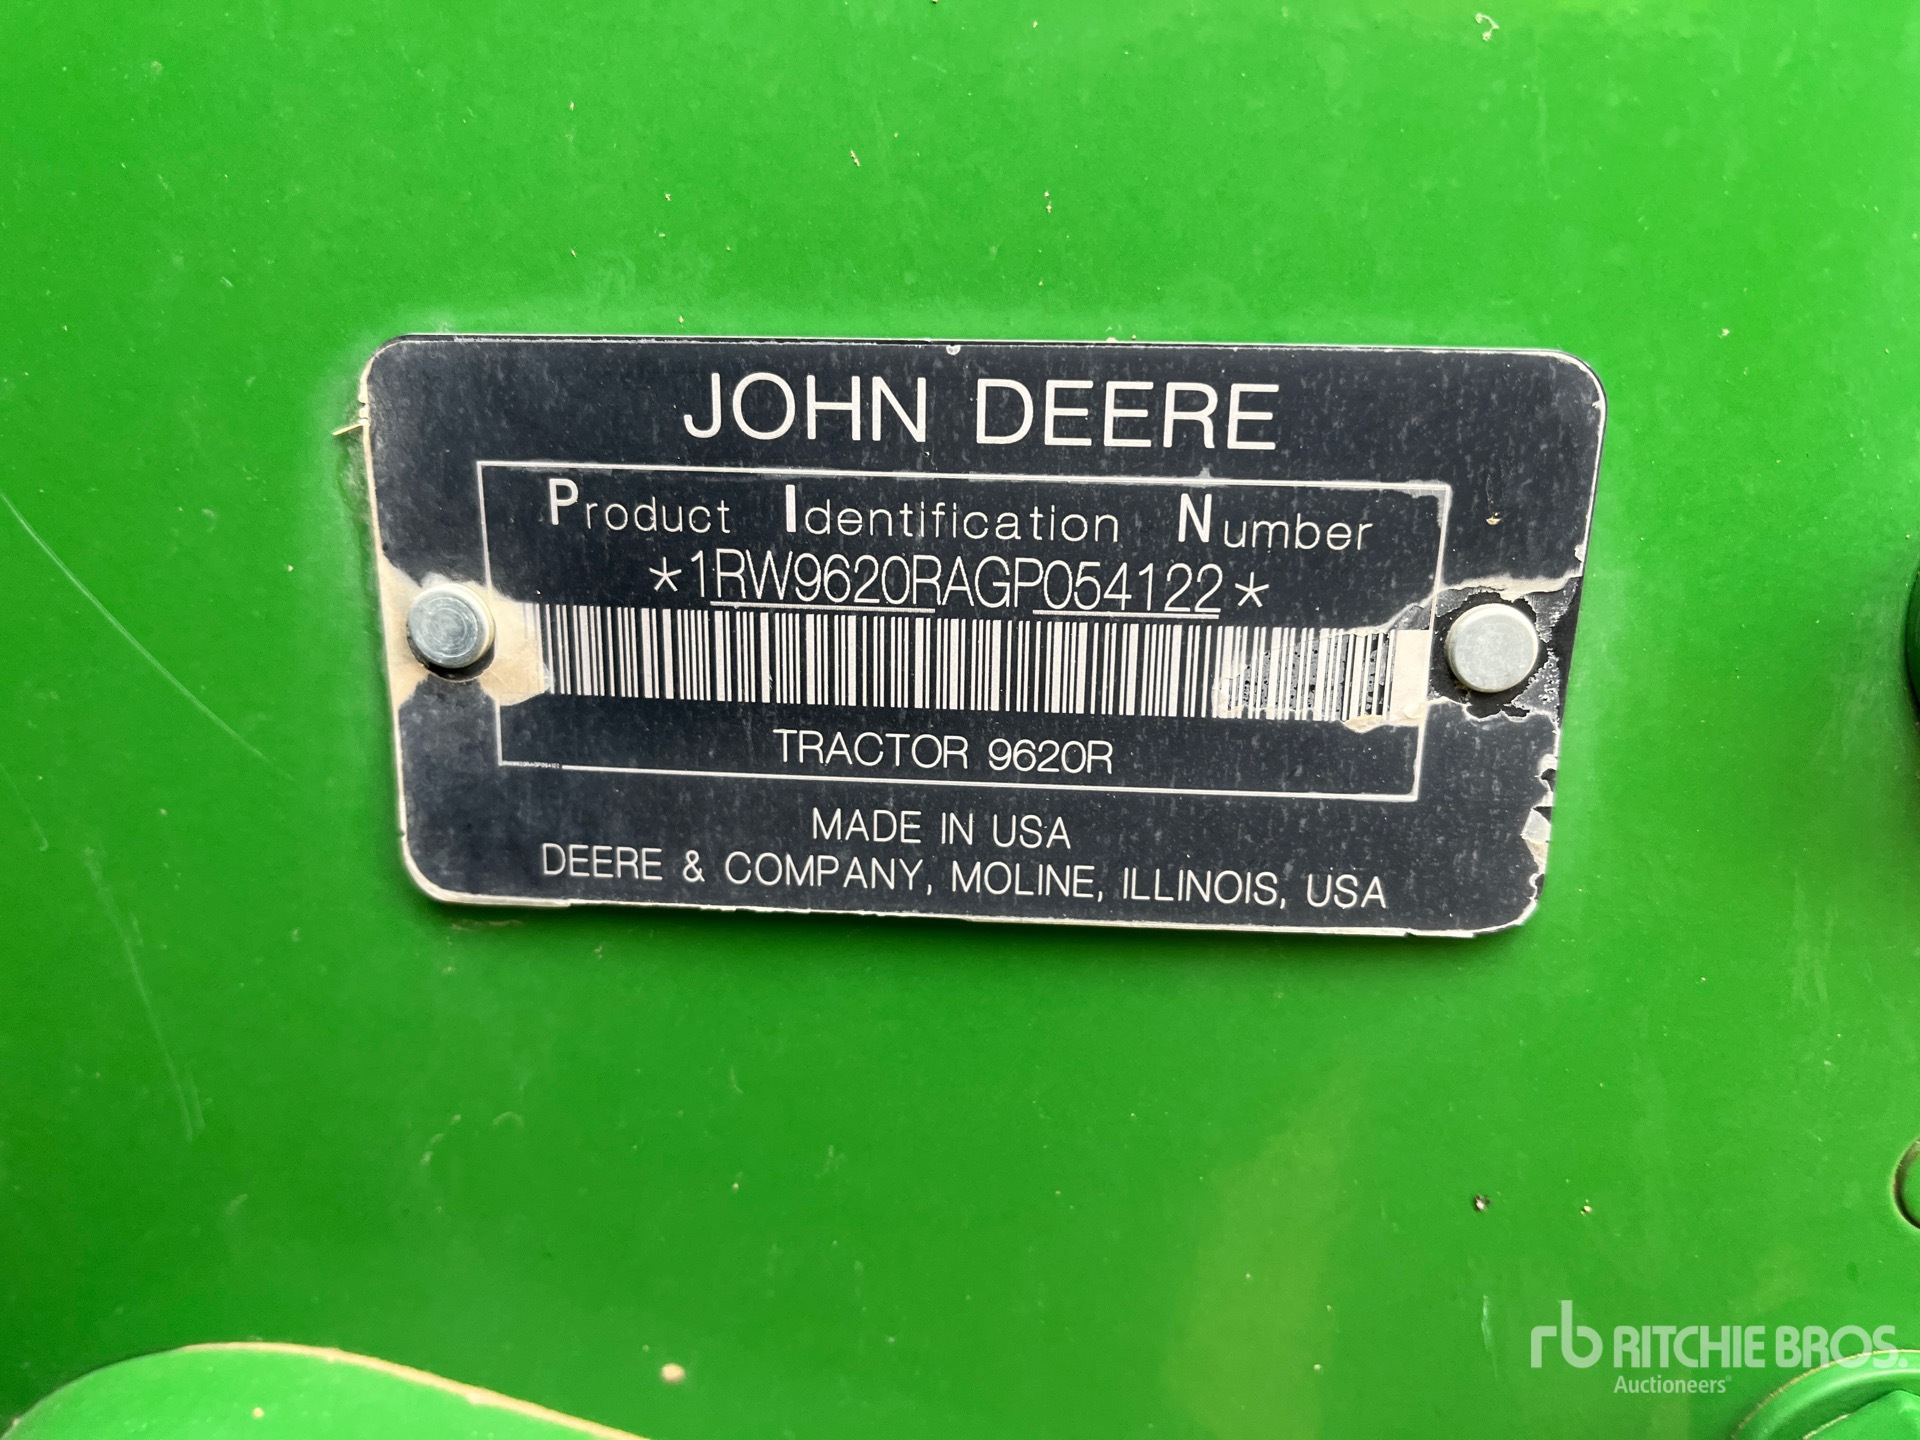 JOHN DEERE
Product Identification Number
*1RW9620RAGP054122*
TRACTOR 9620R
MADE IN USA
DEERE & COMPANY, MOLINE, ILLINOIS, USA
rb RITCHIE BROS.
Auctioneers